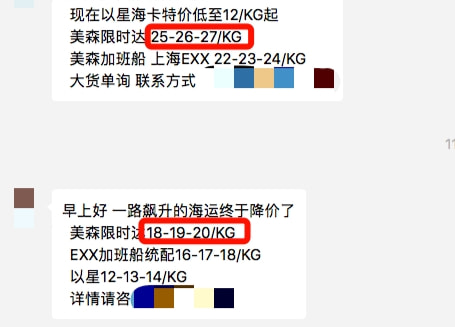 现在以星海卡特价低至12/KG起
美森限时达 25-26-27/KG
美森加班船 上海EXX 22-23-24/KG
大货单询 联系方式
11
早上好 一路飙升的海运终于降价了
美森限时达18-19-20/KG
EXX加班船统配16-17-18/KG
以星12-13-14/KG
详情请咨